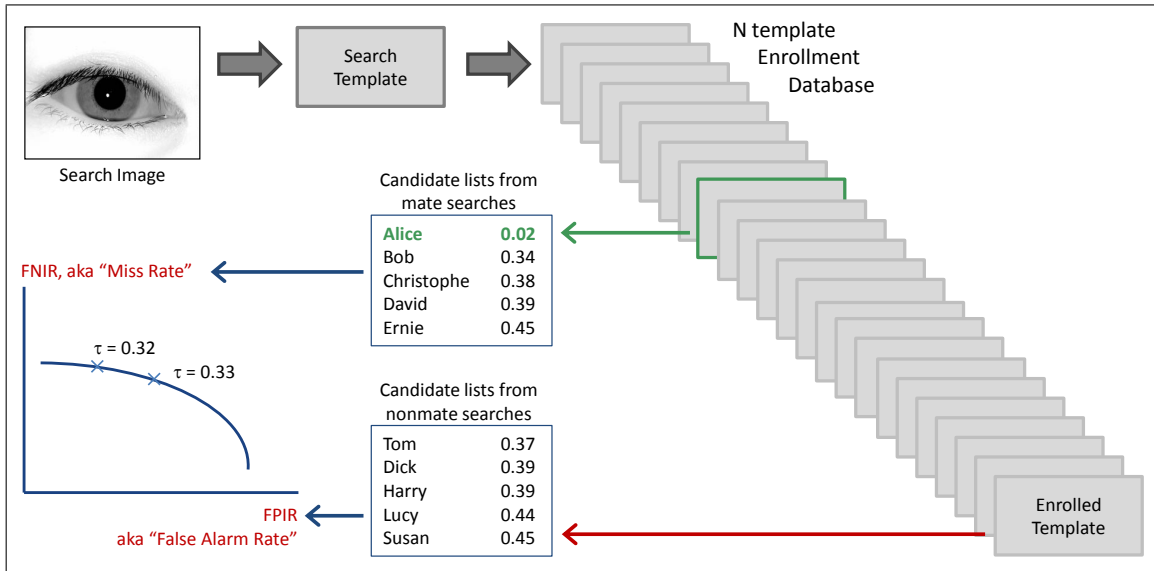 Search Image
Search
Template
N template
Enrollment
Database
Candidate lists from
mate searches
Alice 0.02
Bob 0.34
Christophe 0.38
David 0.39
Ernie 0.45
FNIR, aka “Miss Rate”
τ = 0.32
τ = 0.33
Candidate lists from
nonmate searches
Tom 0.37
Dick 0.39
Harry 0.39
Lucy 0.44
Susan 0.45
FPIR
aka “False Alarm Rate”
Enrolled
Template